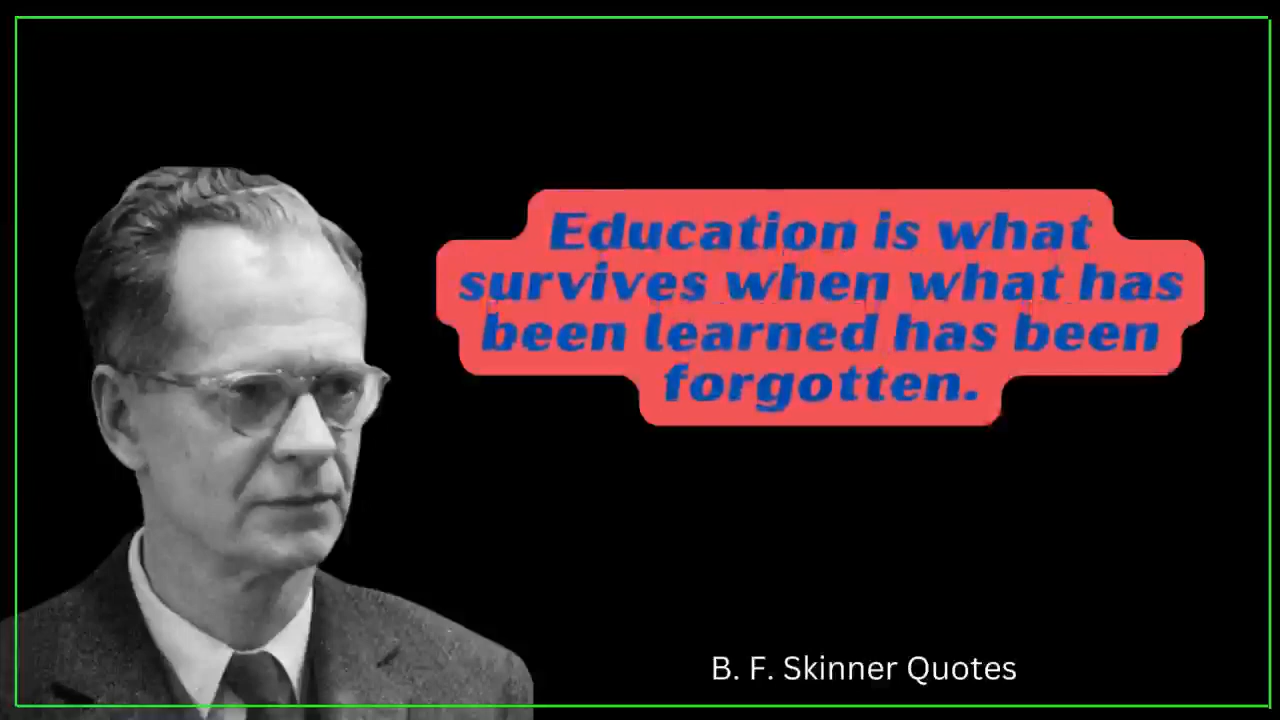 Education is what
survives when what has
been learned has been
forgotten.
B. F. Skinner Quotes